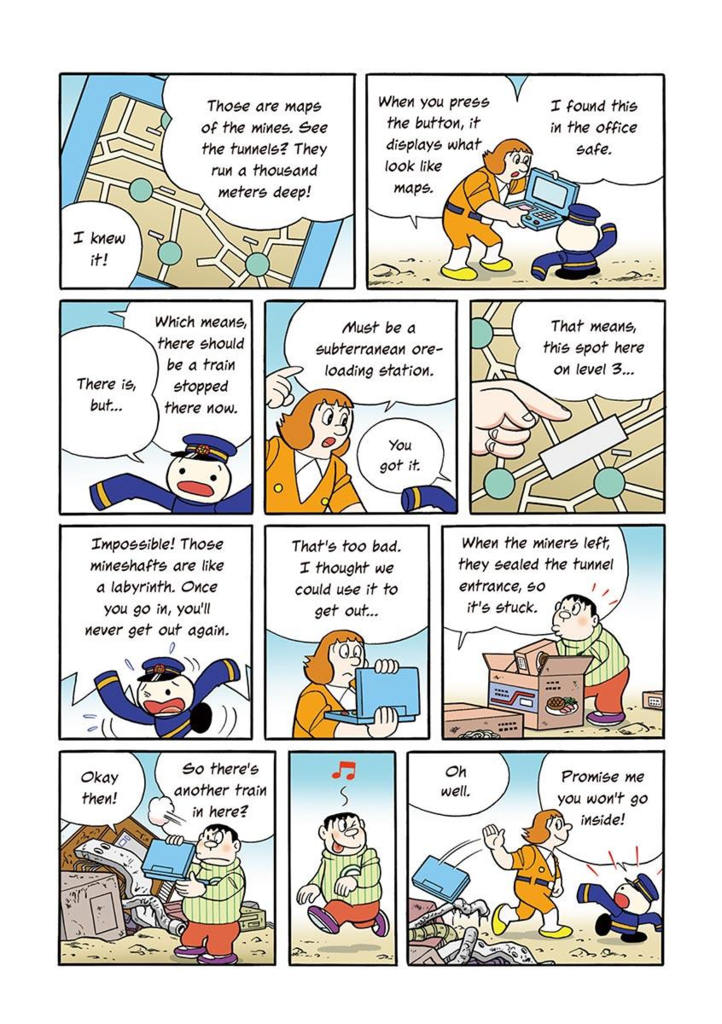 I found this
in the office
safe.
When you press
the button, it
displays what
look like
maps.
Those are maps
of the mines. See
the tunnels? They
run a thousand
meters deep!
I knew
it!
That means,
this spot here
on level 3...
Must be a
subterranean ore-
loading station.
You
got it.
Which means,
there should
be a train
stopped
there now.
There is,
but...
When the miners left,
they sealed the tunnel
entrance, so
it's stuck.
That's too bad.
I thought we
could use it to
get out...
Impossible! Those
mineshafts are like
a labyrinth. Once
you go in, you'll
never get out again.
Promise me
you won't go
inside!
Oh
well.
So there's
another train
in here?
Okay
then!